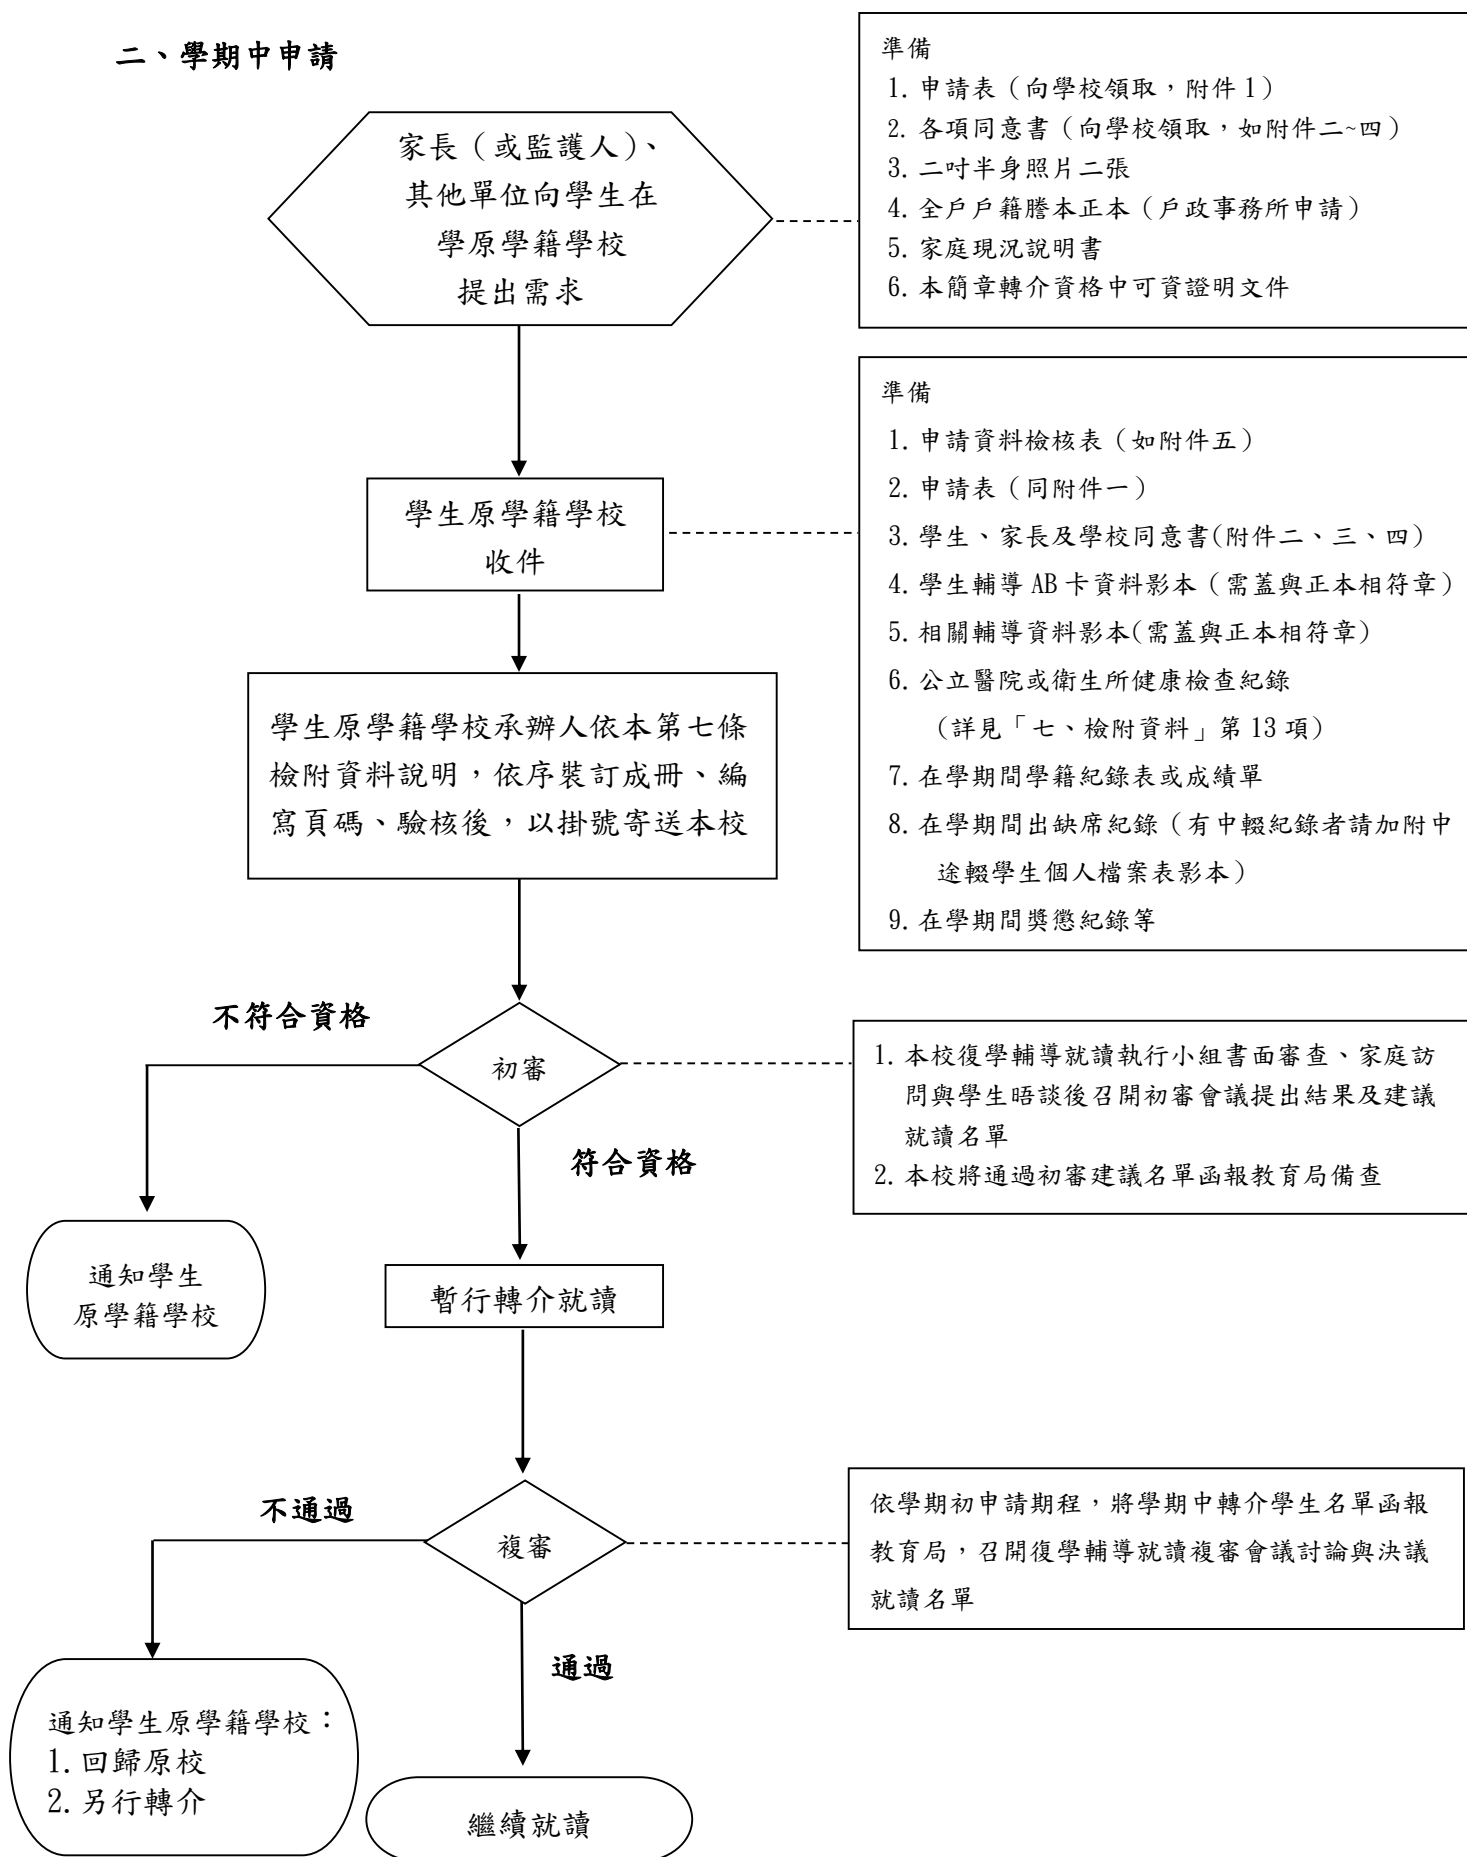 二、學期中申請
家長（或監護人）、
其他單位向學生在
學原學籍學校
提出需求
準備
1. 申請表（向學校領取，附件 1）
2. 各項同意書（向學校領取，如附件二~四）
3. 二吋半身照片二張
4. 全戶戶籍謄本正本（戶政事務所申請）
5. 家庭現況說明書
6. 本簡章轉介資格中可資證明文件
學生原學籍學校
收件
準備
1. 申請資料檢核表（如附件五）
2. 申請表（同附件一）
3. 學生、家長及學校同意書(附件二、三、四)
4. 學生輔導 AB 卡資料影本（需蓋與正本相符章）
5. 相關輔導資料影本(需蓋與正本相符章)
6. 公立醫院或衛生所健康檢查紀錄
（詳見「七、檢附資料」第 13 項）
7. 在學期間學籍紀錄表或成績單
8. 在學期間出缺席紀錄（有中輟紀錄者請加附中
途輟學生個人檔案表影本）
9. 在學期間獎懲紀錄等
學生原學籍學校承辦人依本第七條
檢附資料說明，依序裝訂成冊、編
寫頁碼、驗核後，以掛號寄送本校
不符合資格
初審
1. 本校復學輔導就讀執行小組書面審查、家庭訪
問與學生晤談後召開初審會議提出結果及建議
就讀名單
2. 本校將通過初審建議名單函報教育局備查
符合資格
通知學生
原學籍學校
暫行轉介就讀
不通過
複審
依學期初申請期程，將學期中轉介學生名單函報
教育局，召開復學輔導就讀複審會議討論與決議
就讀名單
通過
通知學生原學籍學校：
1. 回歸原校
2. 另行轉介
繼續就讀